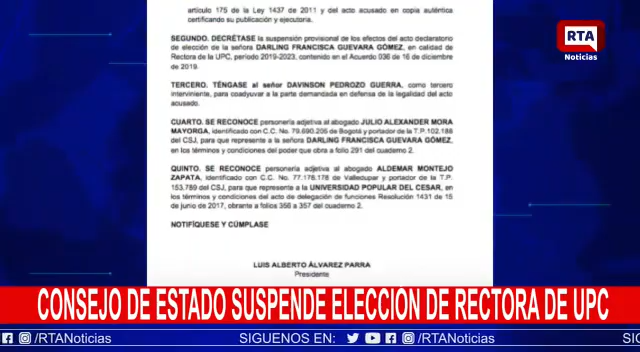 artículo 175 de la Ley 1437 de 2011 y del acto acusado en copia auténtica
certificando su publicación y ejecutoria.
SEGUNDO. DECRÉTASE la suspensión provisional de los efectos del acto declaratorio
de elección de la señora DARLING FRANCISCA GUEVARA GÓMEZ, en calidad de
Rectora de la UPC, período 2019-2023, contenido en el Acuerdo 036 de 16 de
diciembre de 2019.
TERCERO. TÉNGASE al señor DAVINSON PEDROZO GUERRA, como tercero
interviniente, para coadyuvar a la parte demandada en defensa de la legalidad del acto
acusado.
CUARTO. SE RECONOCE personería adjetiva al abogado JULIO ALEXANDER MORA
MAYORGA, identificado con C.C. No. 79.690.205 de Bogotá y portador de la T.P.102.188
del CSJ, para que represente a la señora DARLING FRANCISCA GUEVARA GÓMEZ,
en los términos y condiciones del poder que obra a folio 291 del cuaderno 2.
QUINTO. SE RECONOCE personería adjetiva al abogado ALDEMAR MONTEJO
ZAPATA, identificado con C.C. No. 77.178.178 de Valledupar y portador de la T.P.
153.789 del CSJ, para que represente a la UNIVERSIDAD POPULAR DEL CESAR, en
los términos y condiciones del acto de delegación de funciones Resolución 1431 de 15
de junio de 2017, obrante a folios 356 a 357 del cuaderno 2.
NOTIFÍQUESE Y CÚMPLASE
LUIS ALBERTO ÁLVAREZ PARRA
Presidente
RTA
Noticias
CONSEJO DE ESTADO SUSPENDE ELECCIÓN DE RECTORA DE UPC
/RTANoticias SIGUENOS EN: /RTANoticias SI